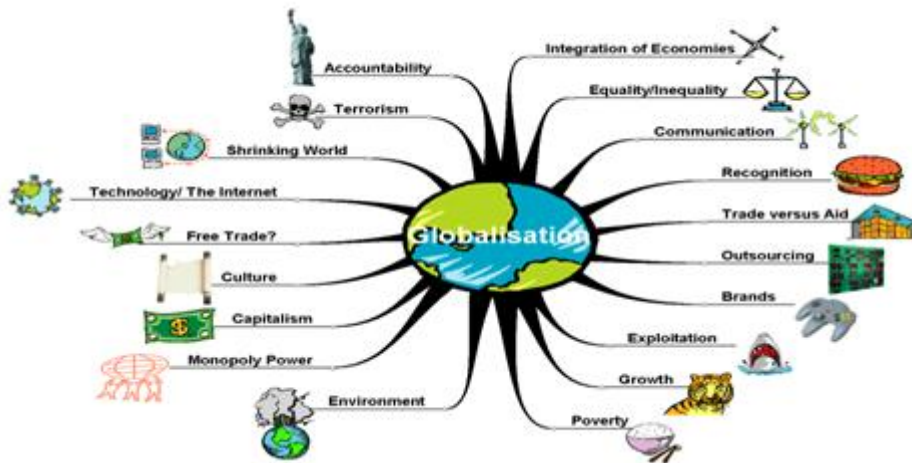 Integration of Economies
Accountability
Equality/Inequality
Terrorism
Communication
Shrinking World
Recognition
Technology/ The Internet
Trade versus Aid
Globalisation
Free Trade?
Outsourcing
Culture
Brands
Capitalism
Exploitation
Monopoly Power
Growth
Environment
Poverty